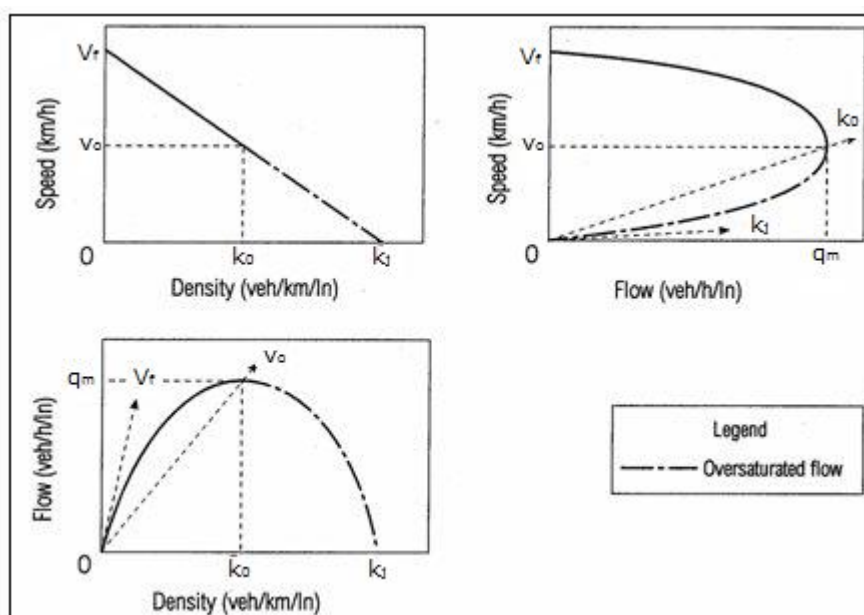 Vf
Speed (km/h)
vo
0
ko
kj
Density (veh/km/ln)
Vf
Speed (km/h)
vo
0
ko
kj
qm
Flow (veh/h/ln)
qm
Vf
vo
Flow (veh/h/ln)
0
ko
kj
Density (veh/km/ln)
Legend
Oversaturated flow